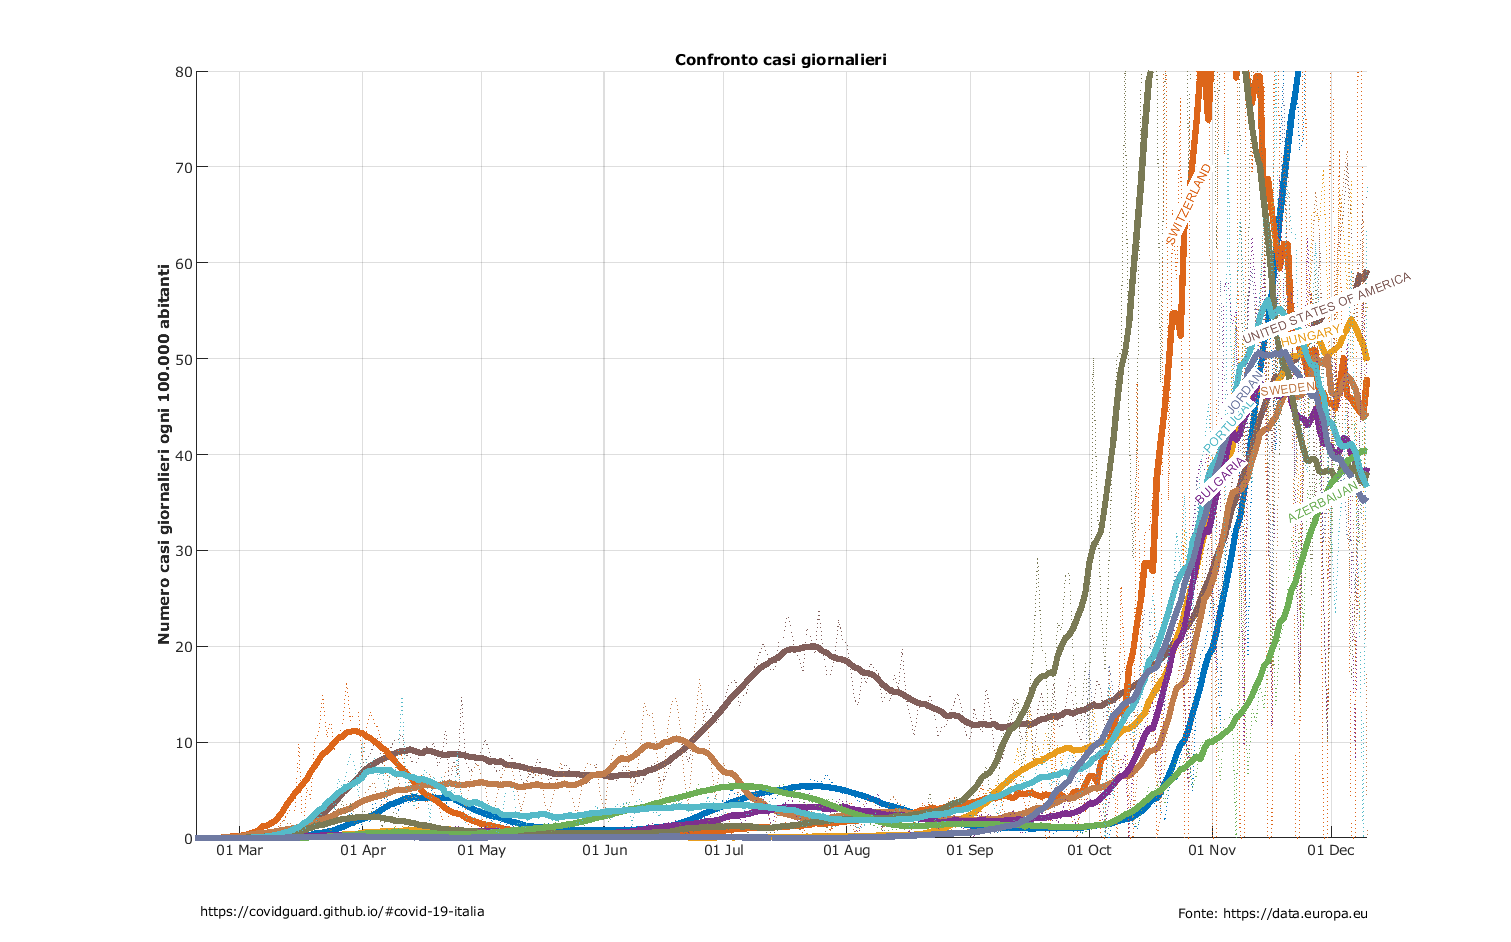 Confronto casi giornalieri
Numero casi giornalieri ogni 100.000 abitanti
80
70
60
50
40
30
20
10
0
SWITZERLAND
UNITED STATES OF AMERICA
HUNGARY
JORDAN
SWEDEN
PORTUGAL
BULGARIA
AZERBAIJAN
01 Mar
01 Apr
01 May
01 Jun
01 Jul
01 Aug
01 Sep
01 Oct
01 Nov
01 Dec
https://covidguard.github.io/#covid-19-italia
Fonte: https://data.europa.eu